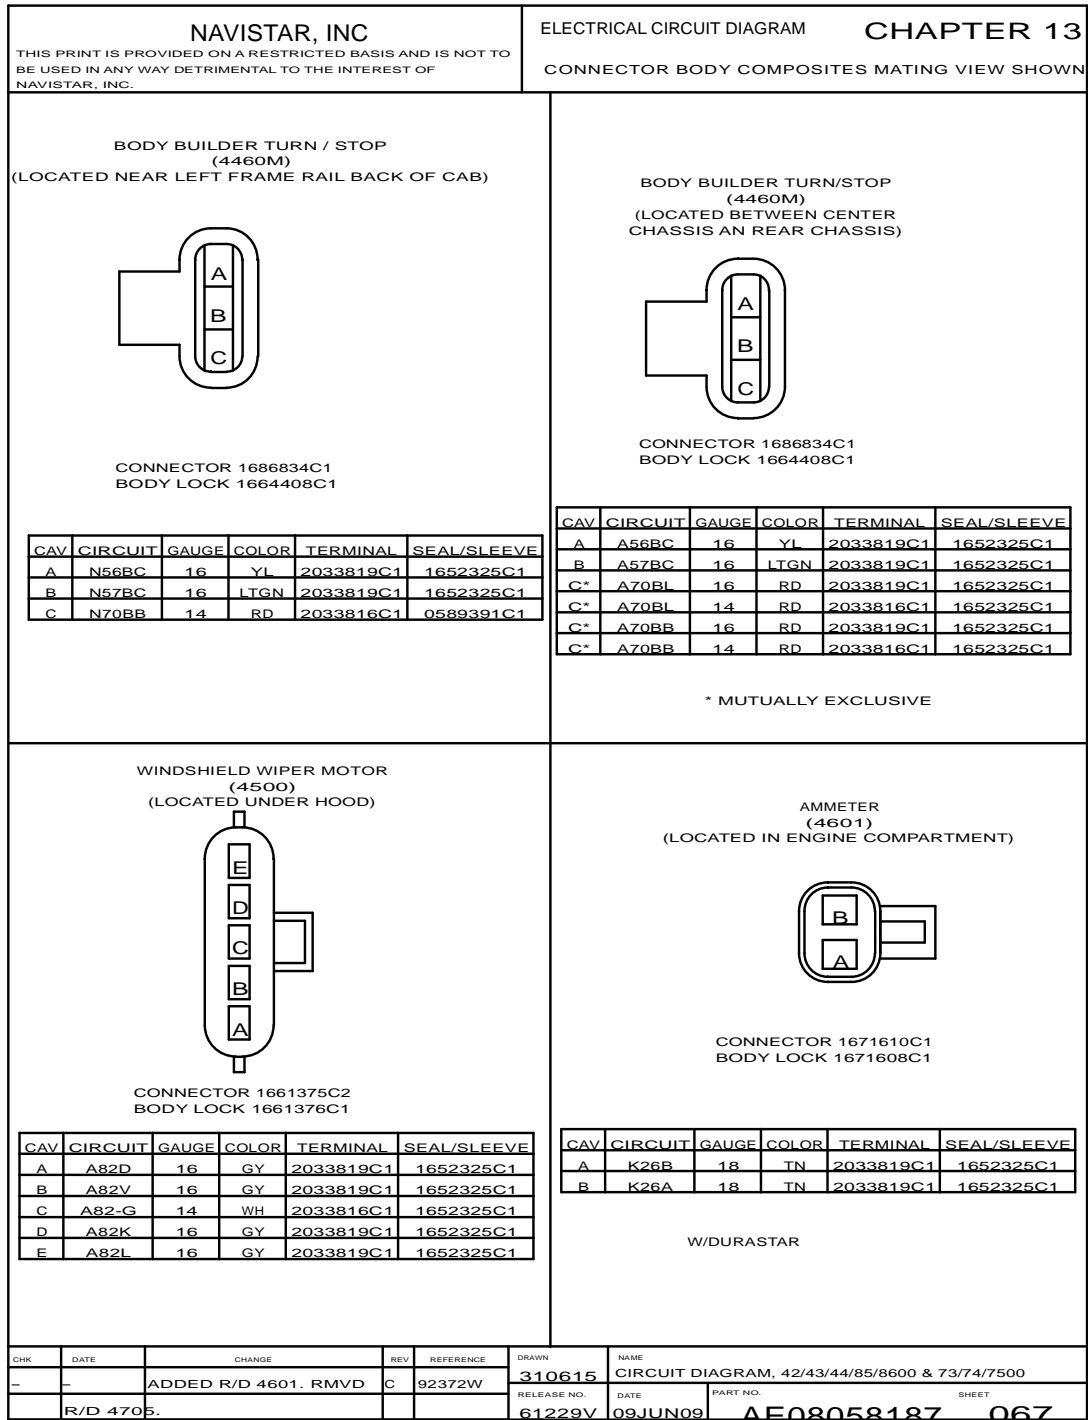 NAVISTAR, INC
THIS PRINT IS PROVIDED ON A RESTRICTED BASIS AND IS NOT TO
BE USED IN ANY WAY DETRIMENTAL TO THE INTEREST OF
NAVISTAR, INC.
ELECTRICAL CIRCUIT DIAGRAM CHAPTER 13
CONNECTOR BODY COMPOSITES MATING VIEW SHOWN
BODY BUILDER TURN / STOP
(4460M)
(LOCATED NEAR LEFT FRAME RAIL BACK OF CAB)
A
B
C
CONNECTOR 1686834C1
BODY LOCK 1664408C1
CAV CIRCUIT GAUGE COLOR TERMINAL SEAL/SLEEVE
A N56BC 16 YL 2033819C1 1652325C1
B N57BC 16 LTGN 2033819C1 1652325C1
C N70BB 14 RD 2033816C1 0589391C1
BODY BUILDER TURN/STOP
(4460M)
(LOCATED BETWEEN CENTER
CHASSIS AN REAR CHASSIS)
A
B
C
CONNECTOR 1686834C1
BODY LOCK 1664408C1
CAV CIRCUIT GAUGE COLOR TERMINAL SEAL/SLEEVE
A A56BC 16 YL 2033819C1 1652325C1
B A57BC 16 LTGN 2033819C1 1652325C1
C* A70BL 16 RD 2033819C1 1652325C1
C* A70BL 14 RD 2033816C1 1652325C1
C* A70BB 16 RD 2033819C1 1652325C1
C* A70BB 14 RD 2033816C1 1652325C1
* MUTUALLY EXCLUSIVE
WINDSHIELD WIPER MOTOR
(4500)
(LOCATED UNDER HOOD)
E
D
C
B
A
CONNECTOR 1661375C2
BODY LOCK 1661376C1
CAV CIRCUIT GAUGE COLOR TERMINAL SEAL/SLEEVE
A A82D 16 GY 2033819C1 1652325C1
B A82V 16 GY 2033819C1 1652325C1
C A82-G 14 WH 2033816C1 1652325C1
D A82K 16 GY 2033819C1 1652325C1
E A82L 16 GY 2033819C1 1652325C1
AMMETER
(4601)
(LOCATED IN ENGINE COMPARTMENT)
B
A
CONNECTOR 1671610C1
BODY LOCK 1671608C1
CAV CIRCUIT GAUGE COLOR TERMINAL SEAL/SLEEVE
A K26B 18 TN 2033819C1 1652325C1
B K26A 18 TN 2033819C1 1652325C1
W/DURASTAR
CHK DATE CHANGE REV REFERENCE
– – ADDED R/D 4601. RMVD C 92372W
R/D 4705.
DRAWN
310615
NAME
CIRCUIT DIAGRAM, 42/43/44/85/8600 & 73/74/7500
RELEASE NO. DATE PART NO. SHEET
61229V 09JUN09 AE08058187 067